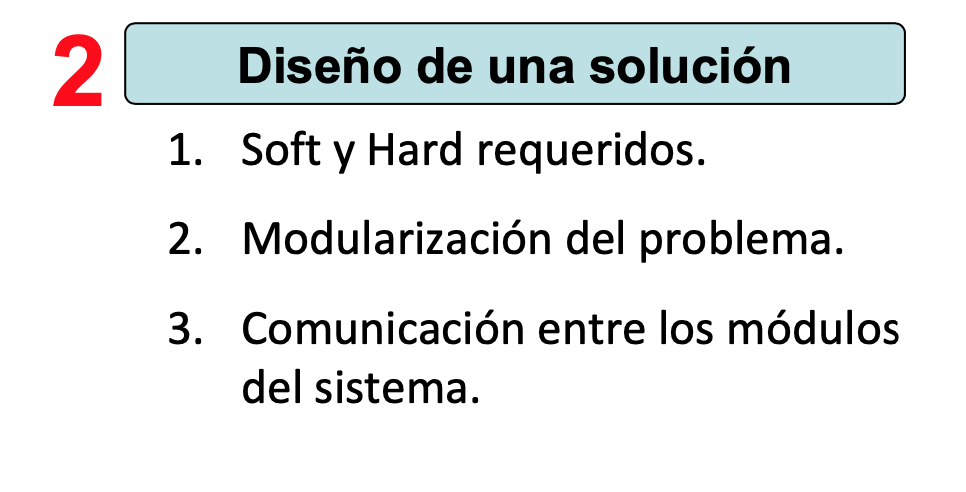 2
Diseño de una solución
1. Soft y Hard requeridos.
2. Modularización del problema.
3. Comunicación entre los módulos
del sistema.